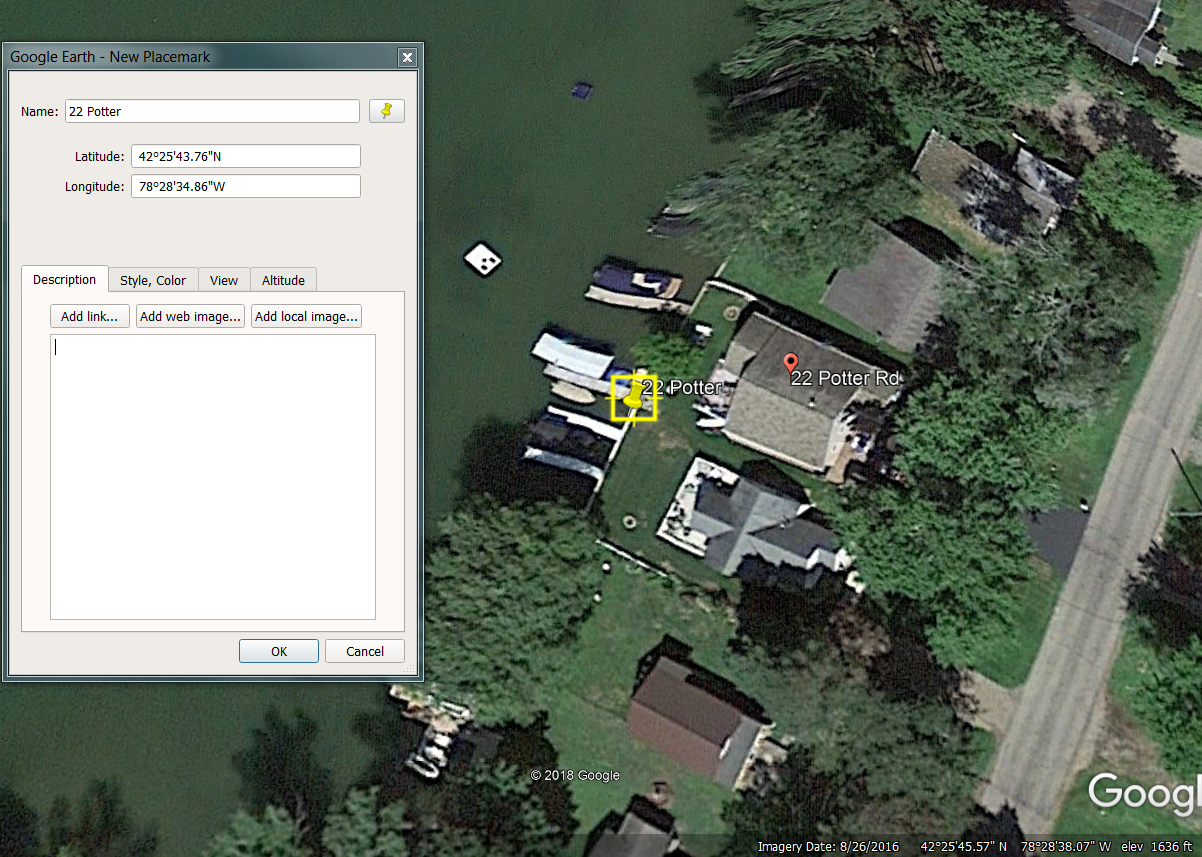 Google Earth - New Placemark
Name: 22 Potter
Latitude: 42°25'43.76"N
Longitude: 78°28'34.86"W
Description Style, Color View Altitude
Add link... Add web image... Add local image...
OK Cancel
22 Potter
22 Potter Rd
© 2018 Google
Googl
Imagery Date: 8/26/2016 42°25'45.57" N 78°28'38.07" W elev 1636 ft